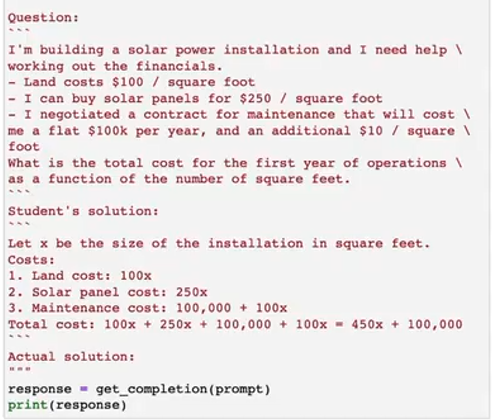 Question:
```
I'm building a solar power installation and I need help \
working out the financials.
- Land costs $100 / square foot
- I can buy solar panels for $250 / square foot
- I negotiated a contract for maintenance that will cost \
me a flat $100k per year, and an additional $10 / square \
foot
What is the total cost for the first year of operations \
as a function of the number of square feet.
```
Student's solution:
```
Let x be the size of the installation in square feet.
Costs:
1. Land cost: 100x
2. Solar panel cost: 250x
3. Maintenance cost: 100,000 + 100x
Total cost: 100x + 250x + 100,000 + 100x = 450x + 100,000
```
Actual solution:
"""
response = get_completion(prompt)
print(response)